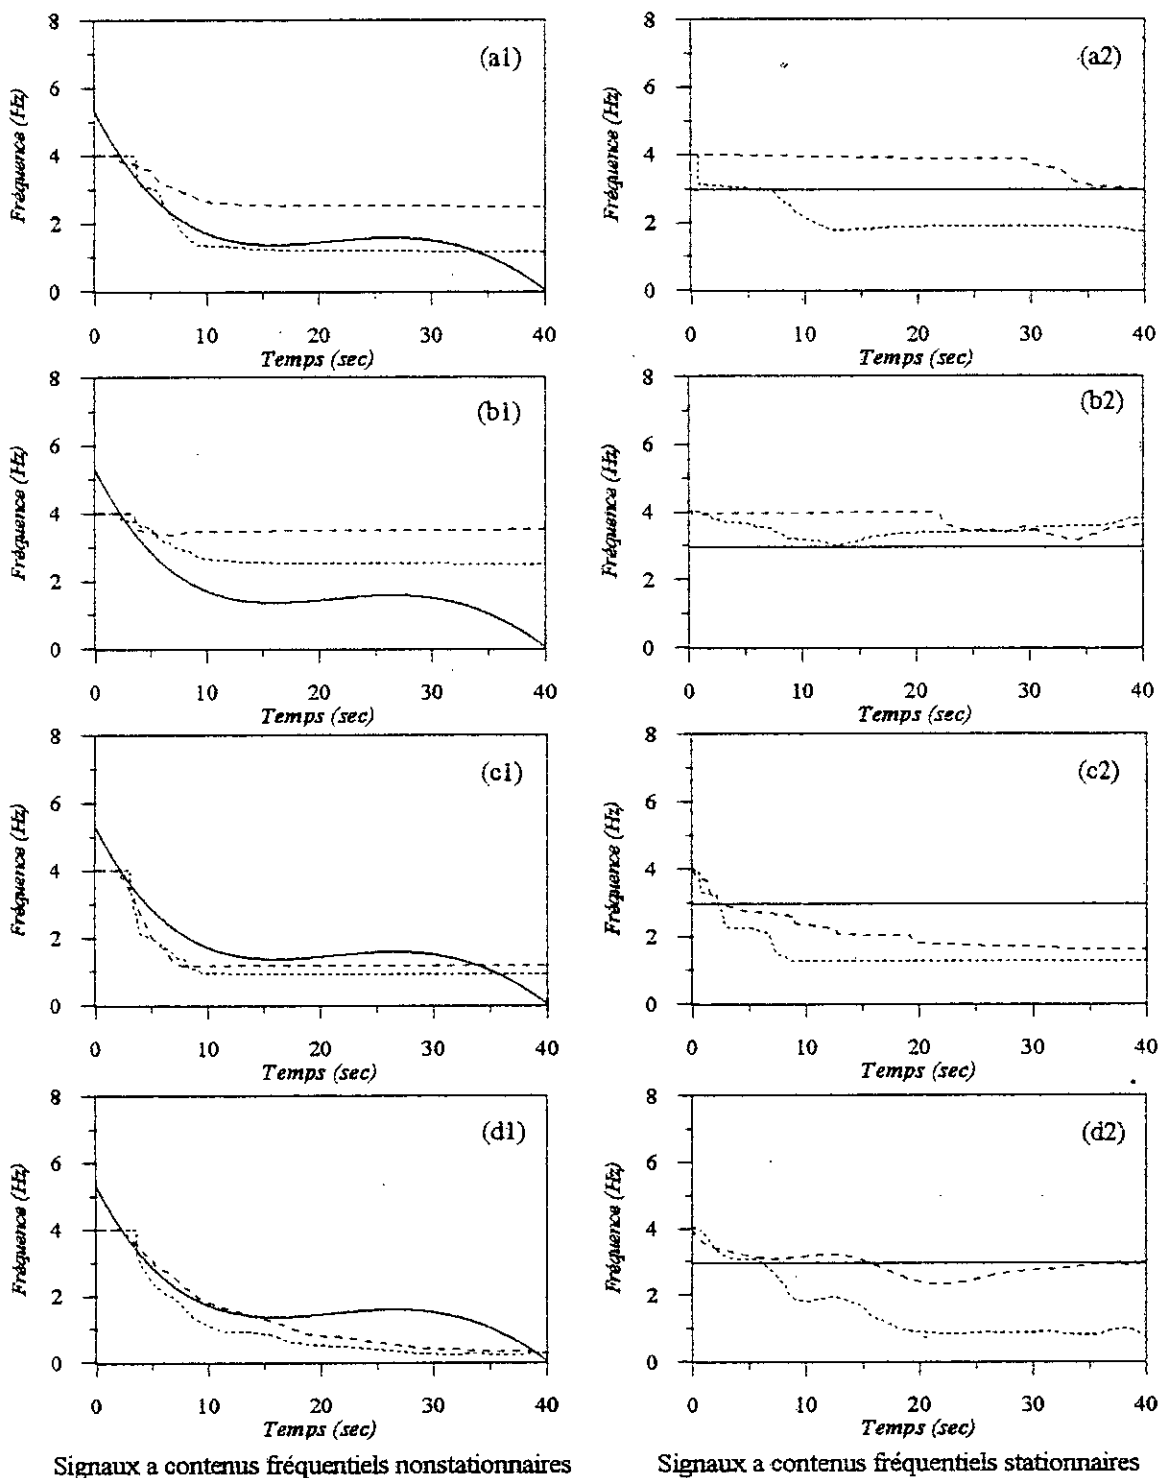 8
6
4
2
0
Fréquence (Hz)
(a1)
0 10 20 30 40
Temps (sec)
8
6
4
2
0
Fréquence (Hz)
(a2)
0 10 20 30 40
Temps (sec)
8
6
4
2
0
Fréquence (Hz)
(b1)
0 10 20 30 40
Temps (sec)
8
6
4
2
0
Fréquence (Hz)
(b2)
0 10 20 30 40
Temps (sec)
8
6
4
2
0
Fréquence (Hz)
(c1)
0 10 20 30 40
Temps (sec)
8
6
4
2
0
Fréquence (Hz)
(c2)
0 10 20 30 40
Temps (sec)
8
6
4
2
0
Fréquence (Hz)
(d1)
0 10 20 30 40
Temps (sec)
8
6
4
2
0
Fréquence (Hz)
(d2)
0 10 20 30 40
Temps (sec)
Signaux a contenus fréquentiels nonstationnaires
Signaux a contenus fréquentiels stationnaires